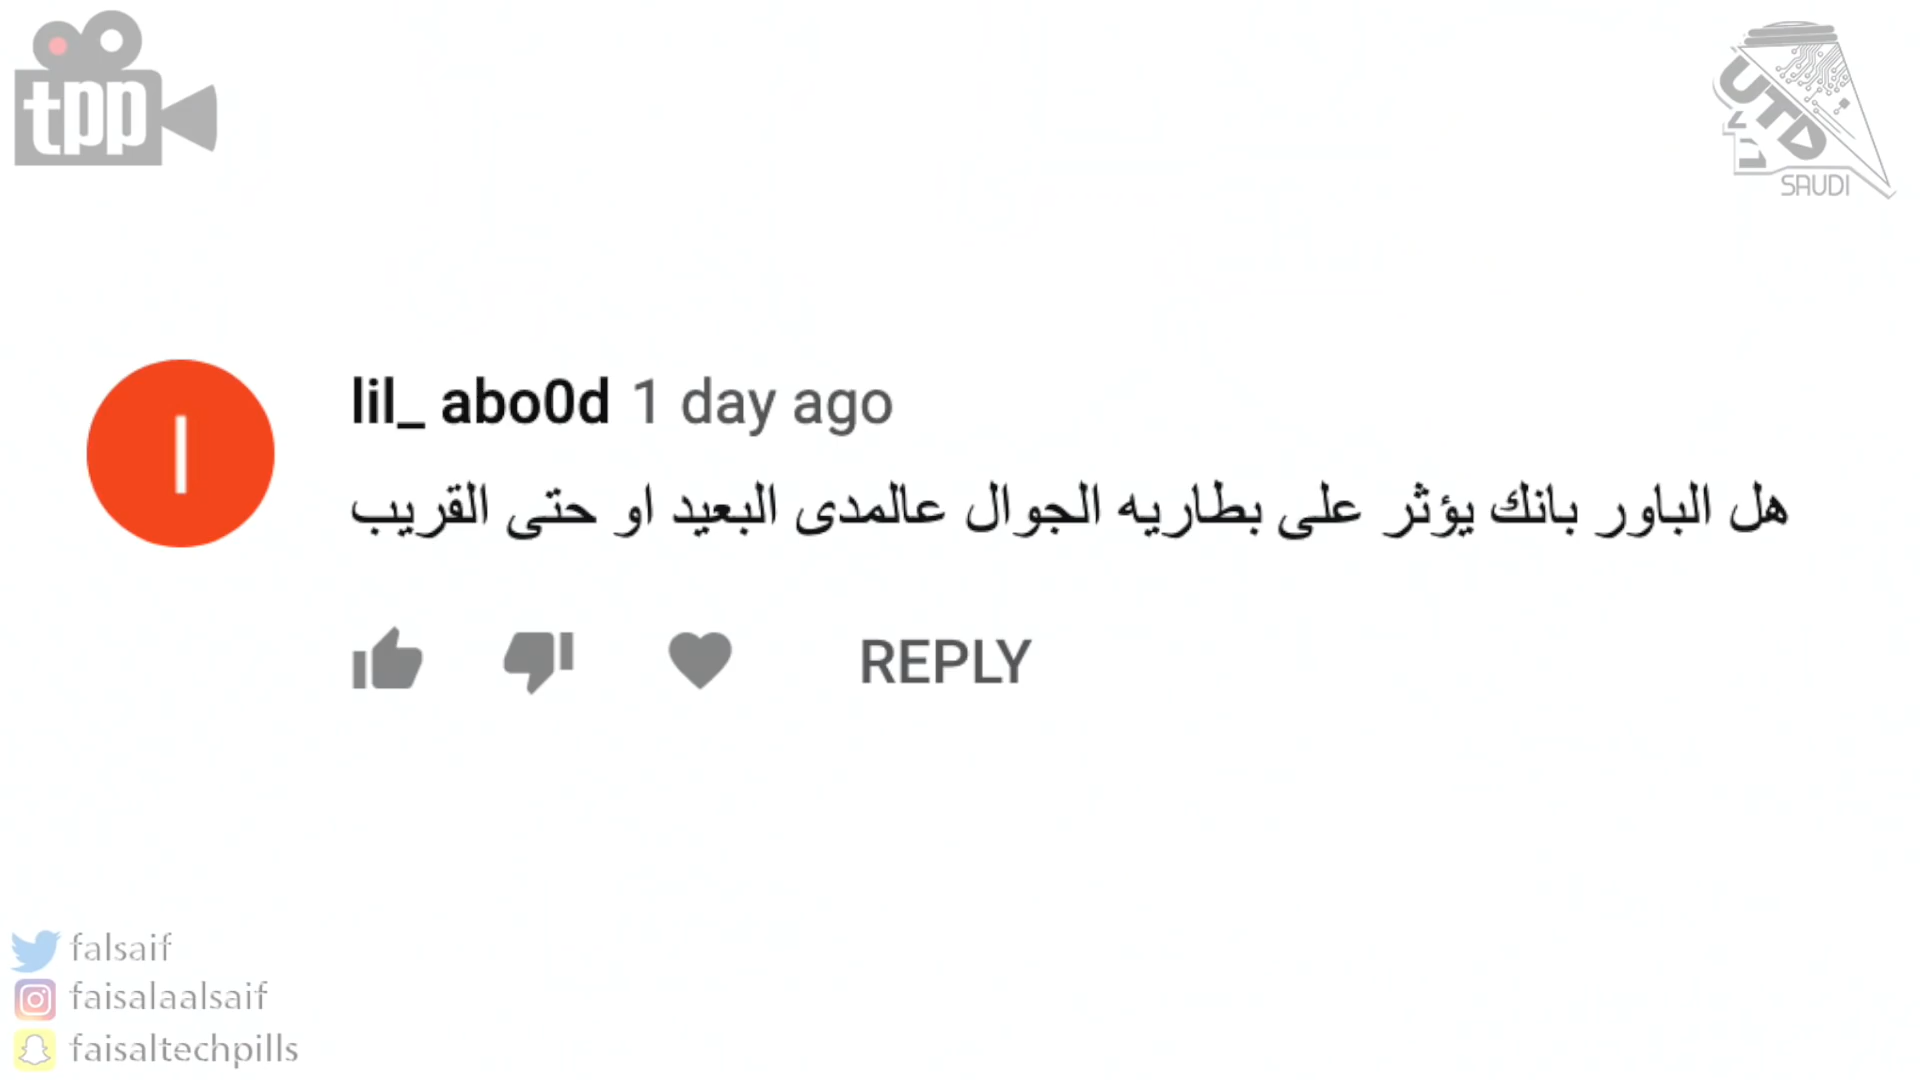 tpp
UTD
SAUDI
lil_ abo0d 1 day ago
هل الباور بانك يؤثر على بطاريه الجوال عالمدى البعيد او حتى القريب
REPLY
falsaif
faisalaalsaif
faisaltechpills